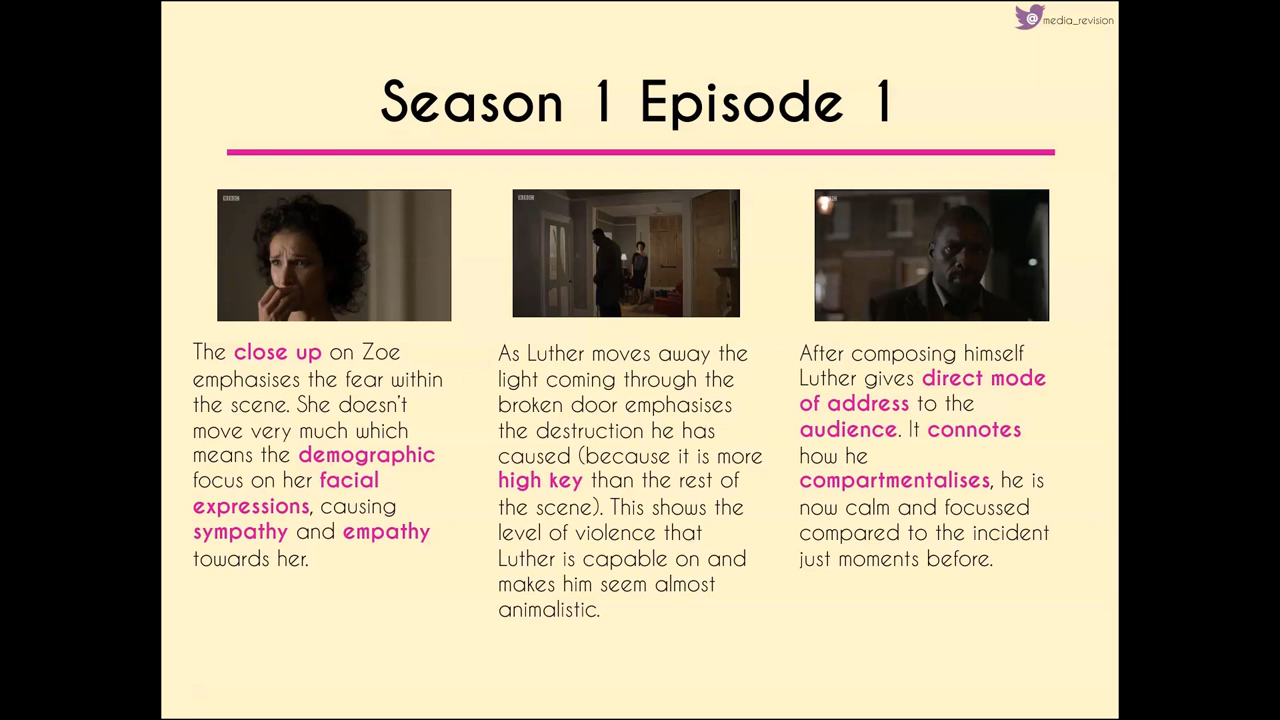 @media_revision
Season 1 Episode 1
BBC
BBC
The close up on Zoe
emphasises the fear within
the scene. She doesn't
move very much which
means the demographic
focus on her facial
expressions, causing
sympathy and empathy
towards her.
As Luther moves away the
light coming through the
broken door emphasises
the destruction he has
caused (because it is more
high key than the rest of
the scene). This shows the
level of violence that
Luther is capable on and
makes him seem almost
animalistic.
After composing himself
Luther gives direct mode
of address to the
audience. It connotes
how he
compartmentalises, he is
now calm and focussed
compared to the incident
just moments before.